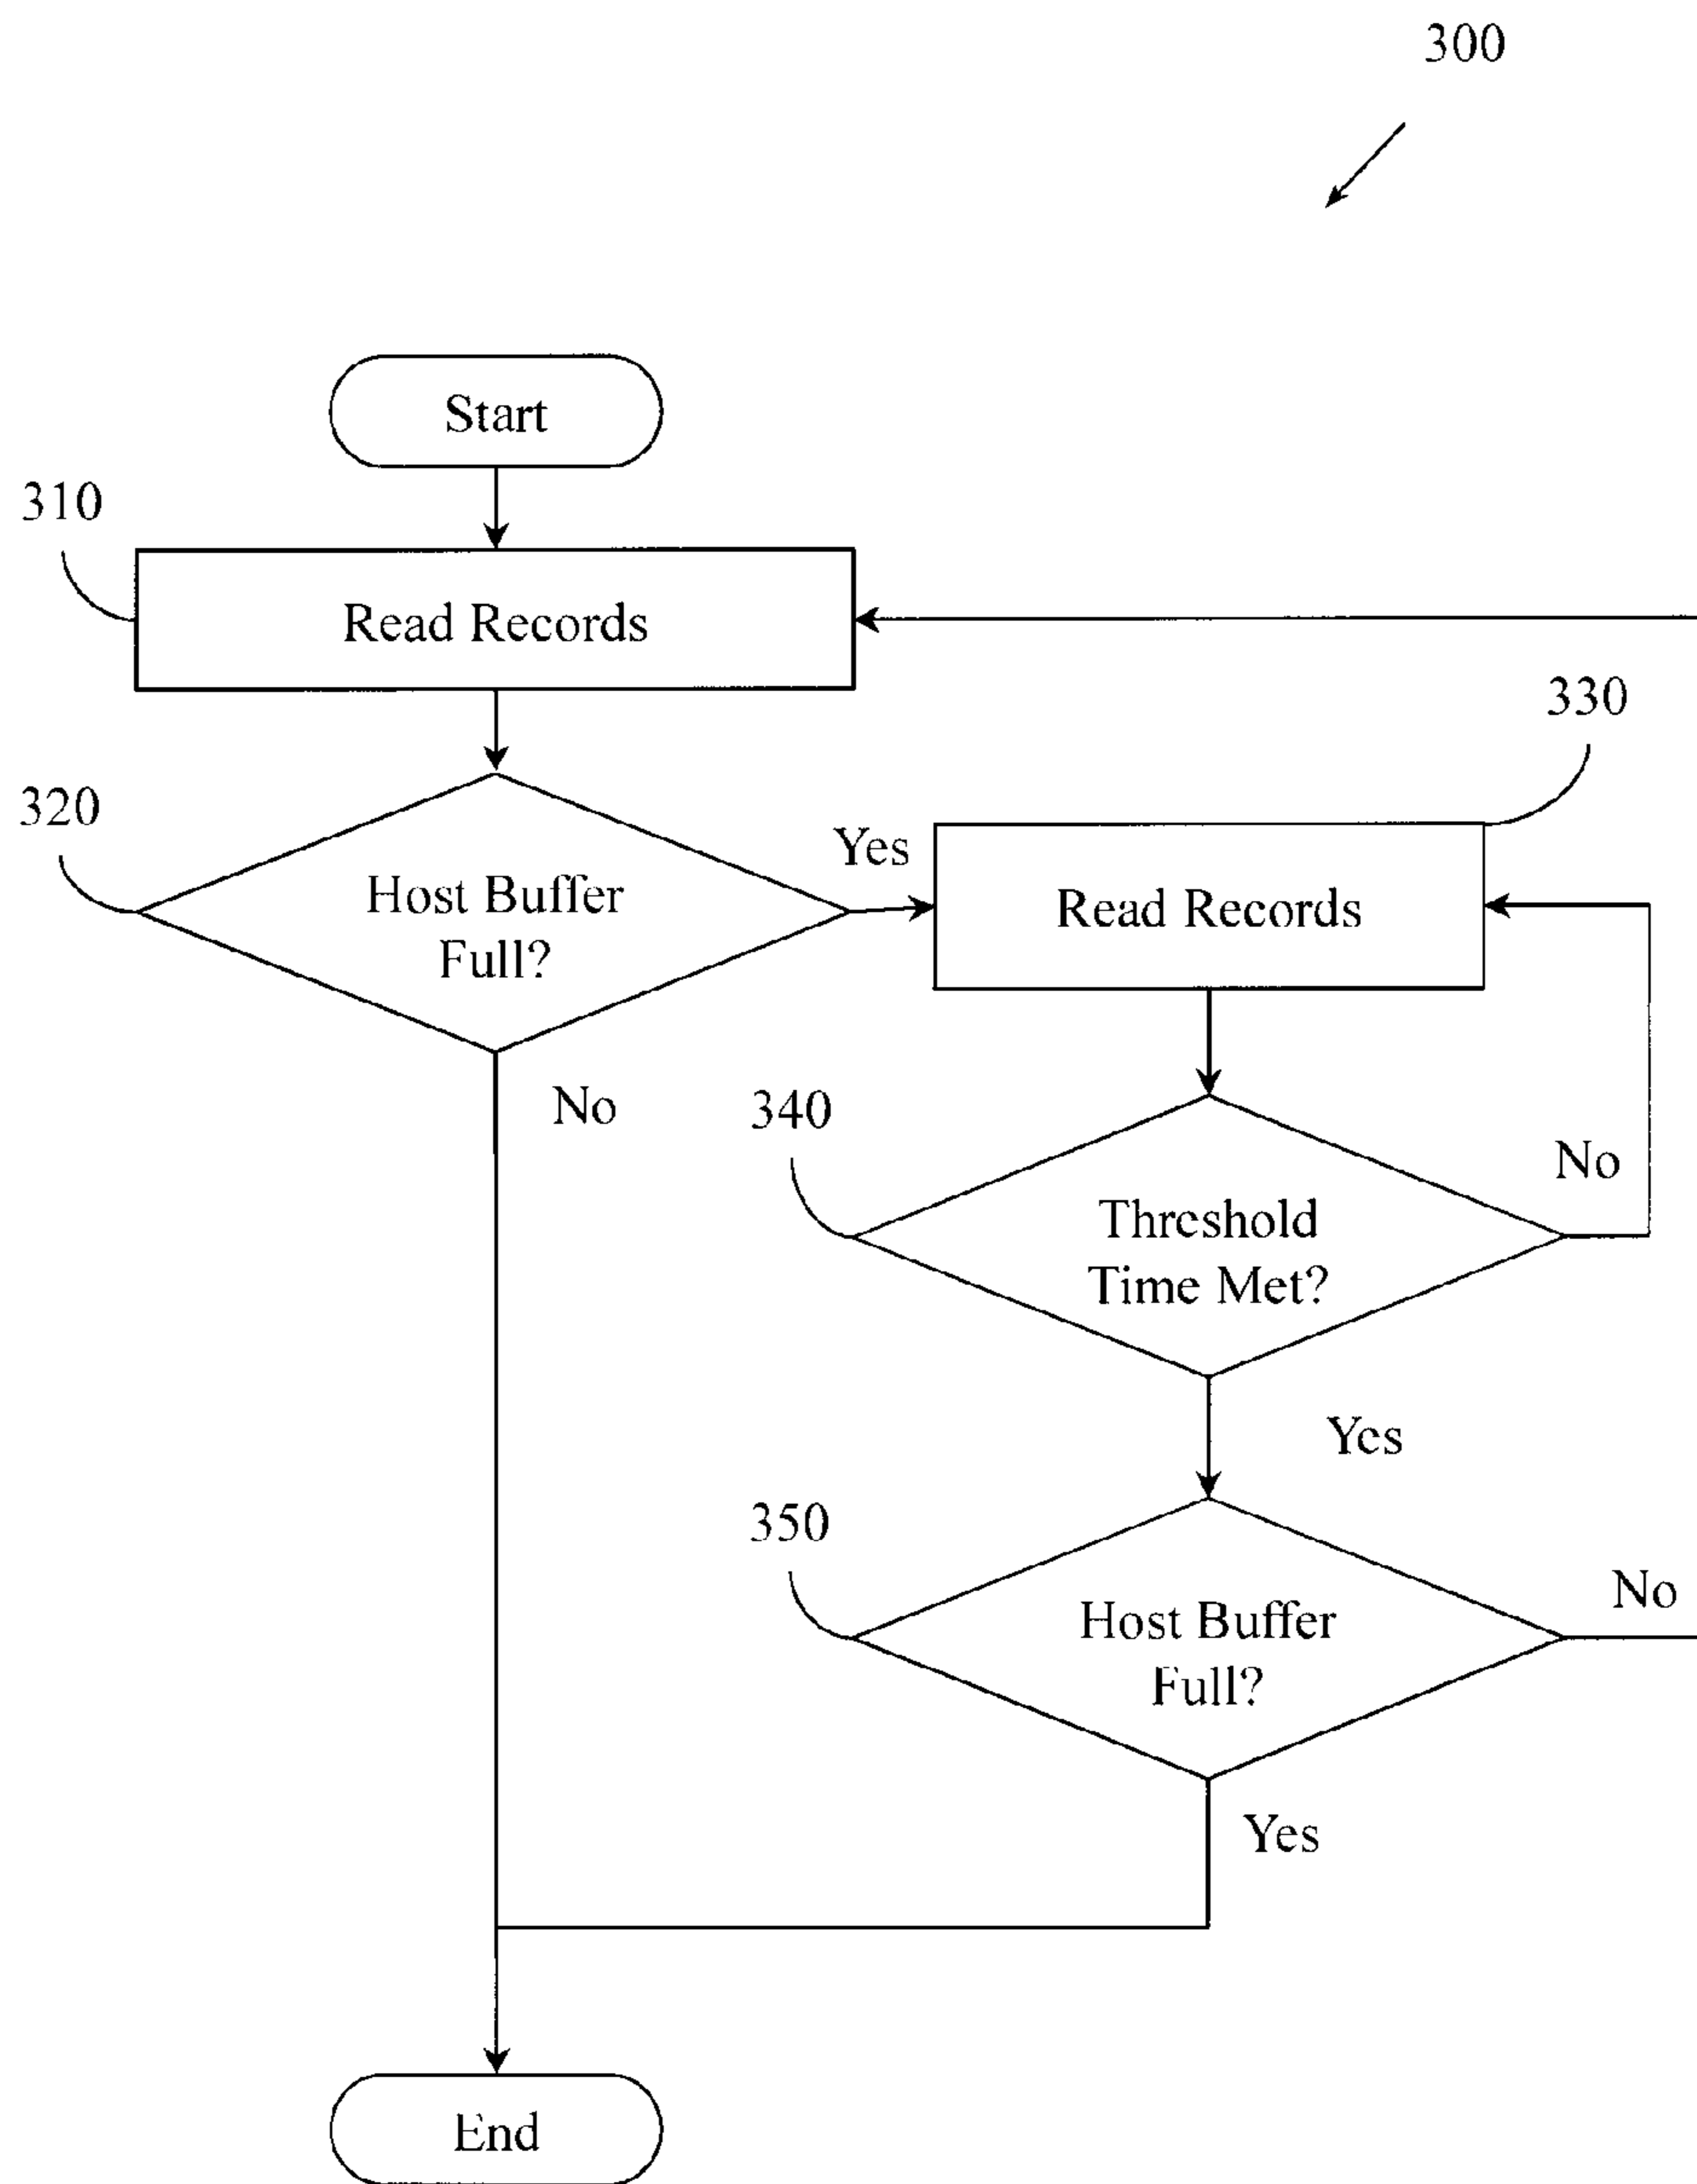 300
Start
310
Read Records
330
320
Yes
Host Buffer
Full?
Read Records
No
340
No
Threshold
Time Met?
Yes
350
No
Host Buffer
Full?
Yes
End